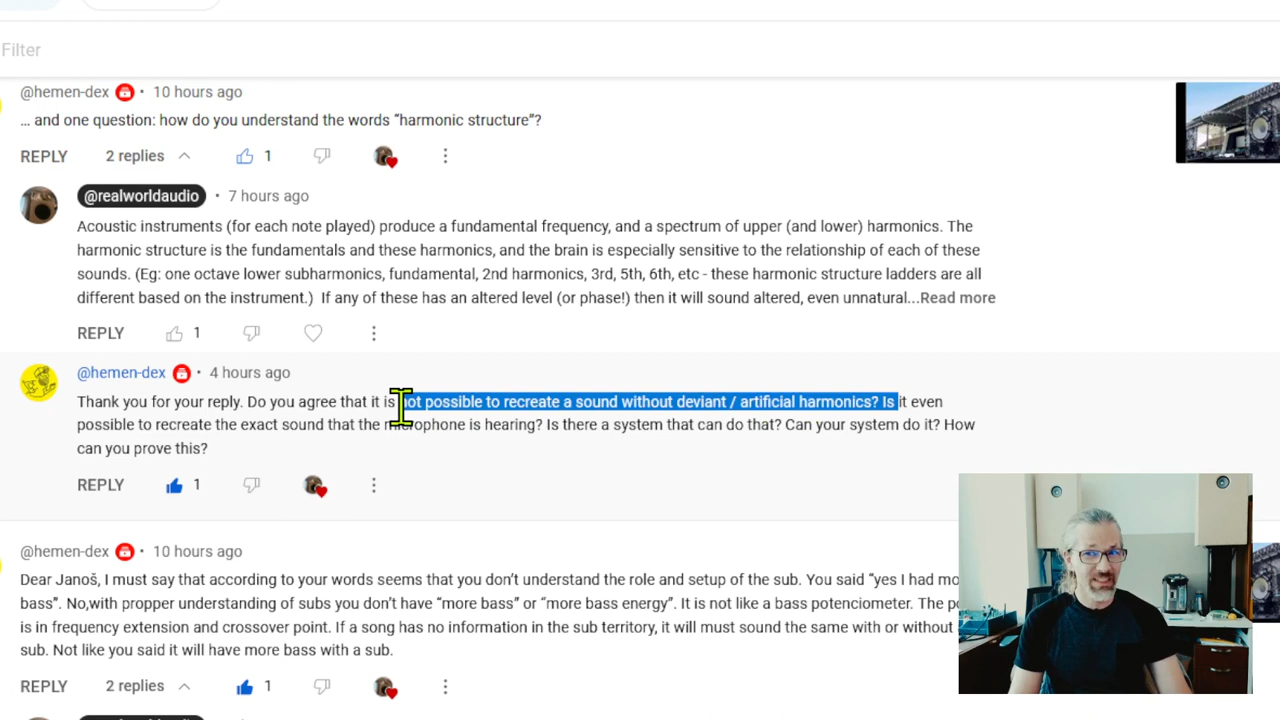 Filter
@hemen-dex • 10 hours ago
… and one question: how do you understand the words “harmonic structure”?
REPLY 2 replies 1
@realworldaudio • 7 hours ago
Acoustic instruments (for each note played) produce a fundamental frequency, and a spectrum of upper (and lower) harmonics. The
harmonic structure is the fundamentals and these harmonics, and the brain is especially sensitive to the relationship of each of these
sounds. (Eg: one octave lower subharmonics, fundamental, 2nd harmonics, 3rd, 5th, 6th, etc - these harmonic structure ladders are all
different based on the instrument.) If any of these has an altered level (or phase!) then it will sound altered, even unnatural...Read more
REPLY 1
@hemen-dex • 4 hours ago
Thank you for your reply. Do you agree that it is not possible to recreate a sound without deviant / artificial harmonics? Is it even
possible to recreate the exact sound that the microphone is hearing? Is there a system that can do that? Can your system do it? How
can you prove this?
REPLY 1
@hemen-dex • 10 hours ago
Dear Janoš, I must say that according to your words seems that you don’t understand the role and setup of the sub. You said “yes I had mo
bass”. No,with propper understanding of subs you don’t have “more bass” or “more bass energy”. It is not like a bass potenciometer. The p
is in frequency extension and crossover point. If a song has no information in the sub territory, it will must sound the same with or without
sub. Not like you said it will have more bass with a sub.
REPLY 2 replies 1